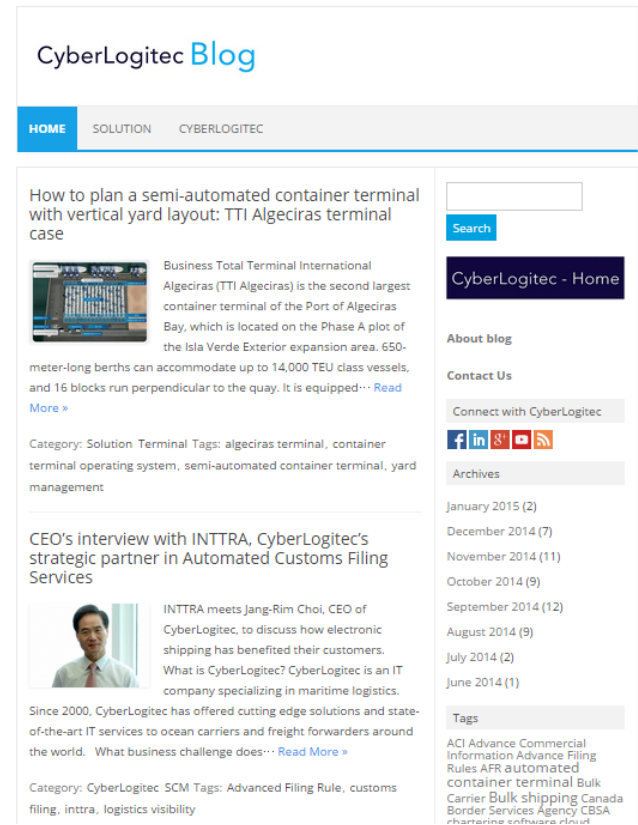 CyberLogitec Blog
HOME SOLUTION CYBERLOGITEC
How to plan a semi-automated container terminal
with vertical yard layout: TTI Algeciras terminal
case
Business Total Terminal International
Algeciras (TTI Algeciras) is the second largest
container terminal of the Port of Algeciras
Bay, which is located on the Phase A plot of
the Isla Verde Exterior expansion area. 650-
meter-long berths can accommodate up to 14,000 TEU class vessels,
and 16 blocks run perpendicular to the quay. It is equipped··· Read
More »
Category: Solution Terminal Tags: algeciras terminal, container
terminal operating system, semi-automated container terminal, yard
management
CEO's interview with INTTRA, CyberLogitec's
strategic partner in Automated Customs Filing
Services
INTTRA meets Jang-Rim Choi, CEO of
CyberLogitec, to discuss how electronic
shipping has benefited their customers.
What is CyberLogitec? CyberLogitec is an IT
company specializing in maritime logistics.
Since 2000, CyberLogitec has offered cutting edge solutions and state-
of-the-art IT services to ocean carriers and freight forwarders around
the world. What business challenge does··· Read More »
Category: CyberLogitec SCM Tags: Advanced Filing Rule, customs
filing, inttra, logistics visibility
Search
CyberLogitec - Home
About blog
Contact Us
Connect with CyberLogitec
Archives
January 2015 (2)
December 2014 (7)
November 2014 (11)
October 2014 (9)
September 2014 (12)
August 2014 (9)
July 2014 (2)
June 2014 (1)
Tags
ACI Advance Commercial
Information Advance Filing
Rules AFR automated
container terminal Bulk
Carrier Bulk shipping Canada
Border Services Agency CBSA
chartering software cloud